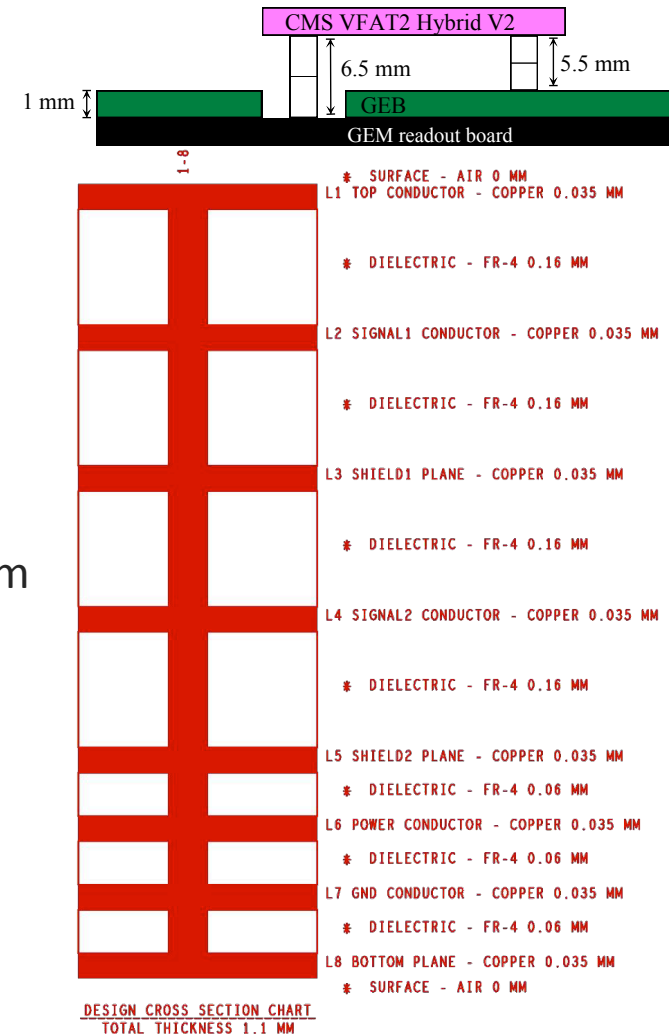 CMS VFAT2 Hybrid V2
6.5 mm
5.5 mm
1 mm
GEB
GEM readout board
1-8
* SURFACE - AIR 0 MM
L1 TOP CONDUCTOR - COPPER 0.035 MM
* DIELECTRIC - FR-4 0.16 MM
L2 SIGNAL1 CONDUCTOR - COPPER 0.035 MM
* DIELECTRIC - FR-4 0.16 MM
L3 SHIELD1 PLANE - COPPER 0.035 MM
* DIELECTRIC - FR-4 0.16 MM
m
L4 SIGNAL2 CONDUCTOR - COPPER 0.035 MM
* DIELECTRIC - FR-4 0.16 MM
L5 SHIELD2 PLANE - COPPER 0.035 MM
* DIELECTRIC - FR-4 0.06 MM
L6 POWER CONDUCTOR - COPPER 0.035 MM
* DIELECTRIC - FR-4 0.06 MM
L7 GND CONDUCTOR - COPPER 0.035 MM
* DIELECTRIC - FR-4 0.06 MM
L8 BOTTOM PLANE - COPPER 0.035 MM
* SURFACE - AIR 0 MM
DESIGN CROSS SECTION CHART
TOTAL THICKNESS 1.1 MM